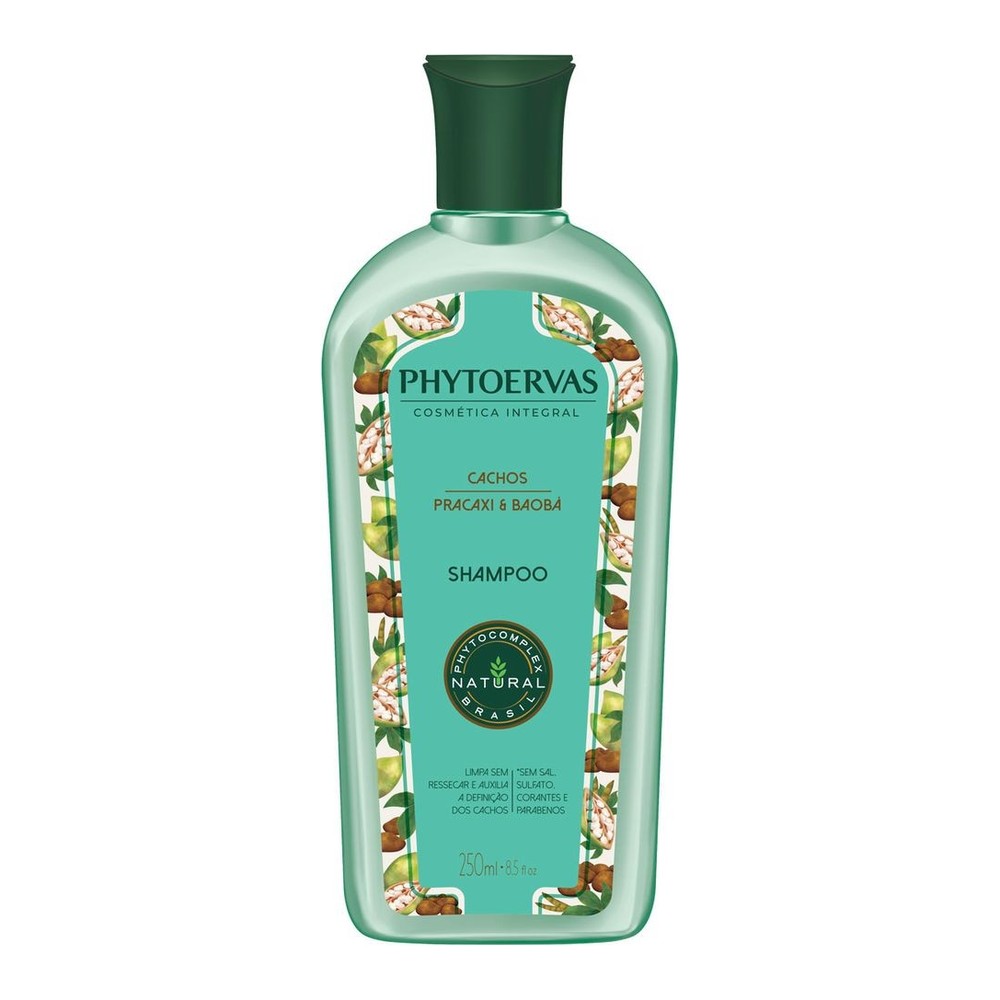 PHYTOERVAS
COSMÉTICA INTEGRAL
CACHOS
PRACAXI & BAOBÁ
SHAMPOO
PHYTOCOMPLEX
NATURAL
BRASIL
LIMPA SEM
RESSECAR E AUXILIA
A DEFINIÇÃO
DOS CACHOS
*SEM SAL,
SULFATO,
CORANTES E
PARABENOS
250ml • 8.5 fl oz